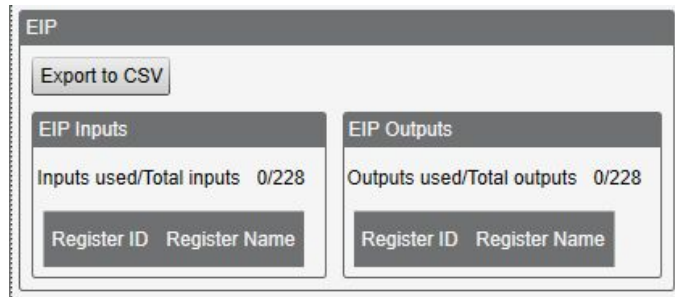 EIP
Export to CSV
EIP Inputs
Inputs used/Total inputs 0/228
Register ID Register Name
EIP Outputs
Outputs used/Total outputs 0/228
Register ID Register Name